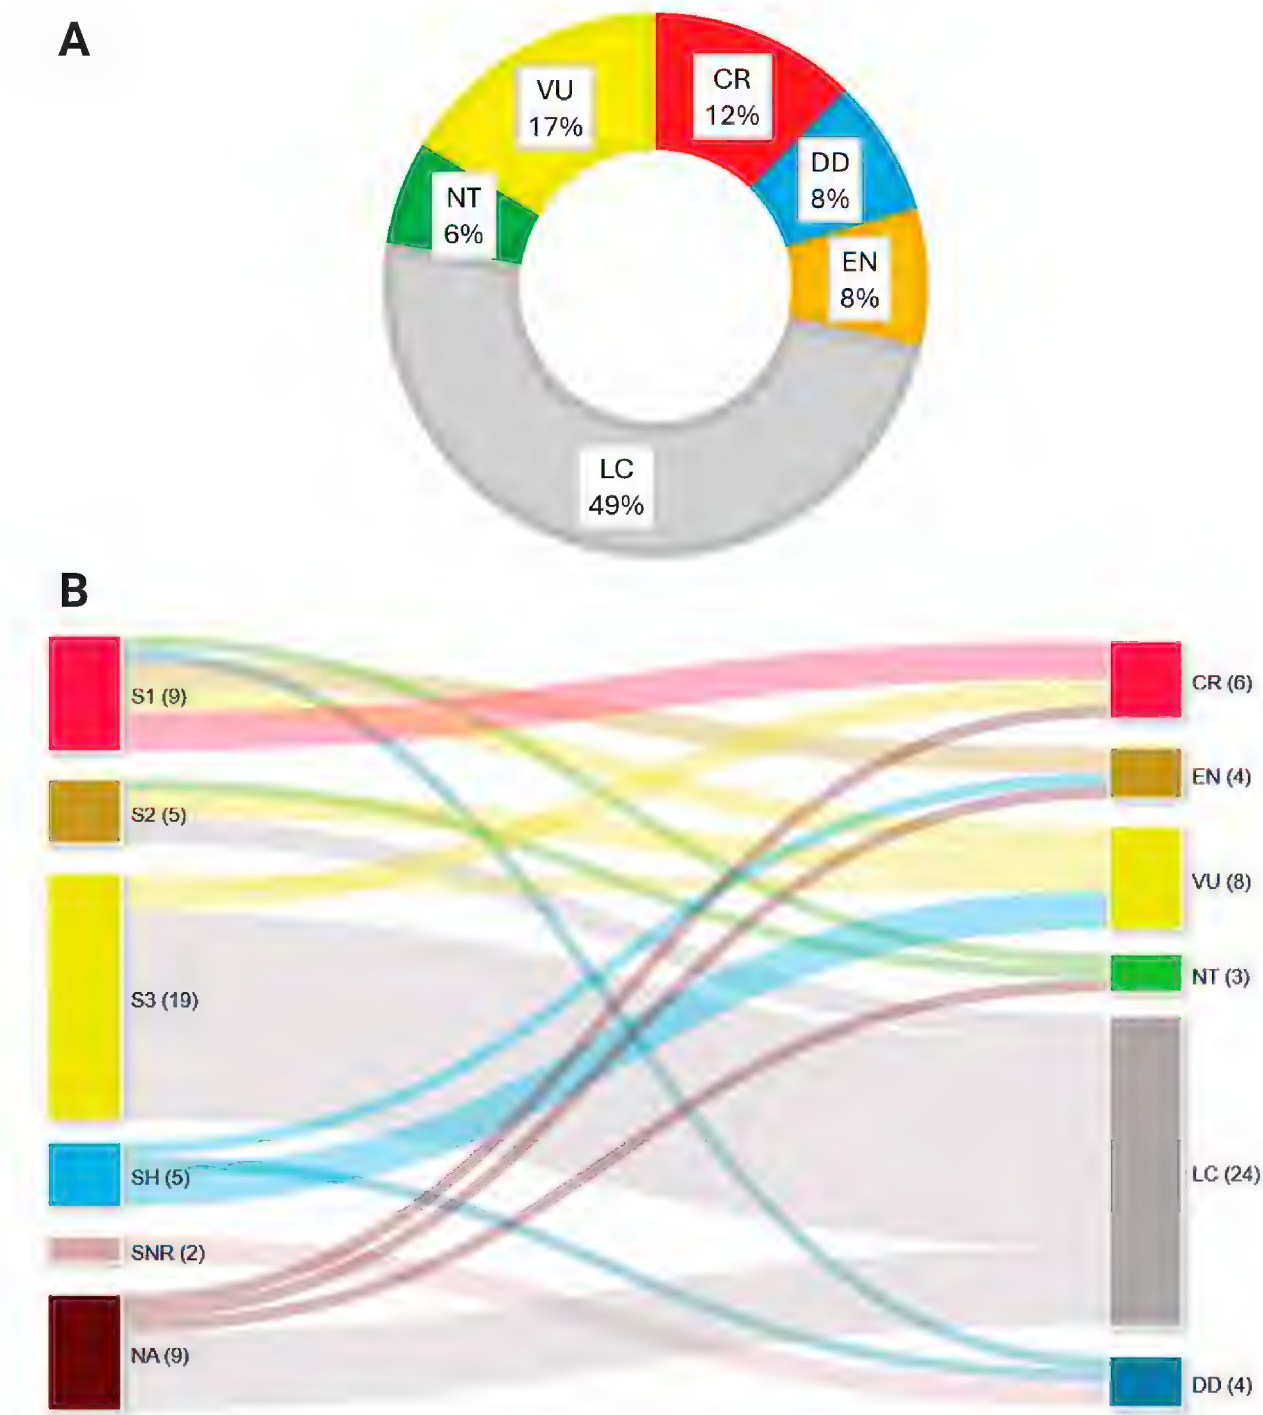 A
VU
17%
CR
12%
DD
8%
NT
6%
EN
8%
LC
49%
B
S1 (9)
S2 (5)
S3 (19)
SH (5)
SNR (2)
NA (9)
CR (6)
EN (4)
VU (8)
NT (3)
LC (24)
DD (4)